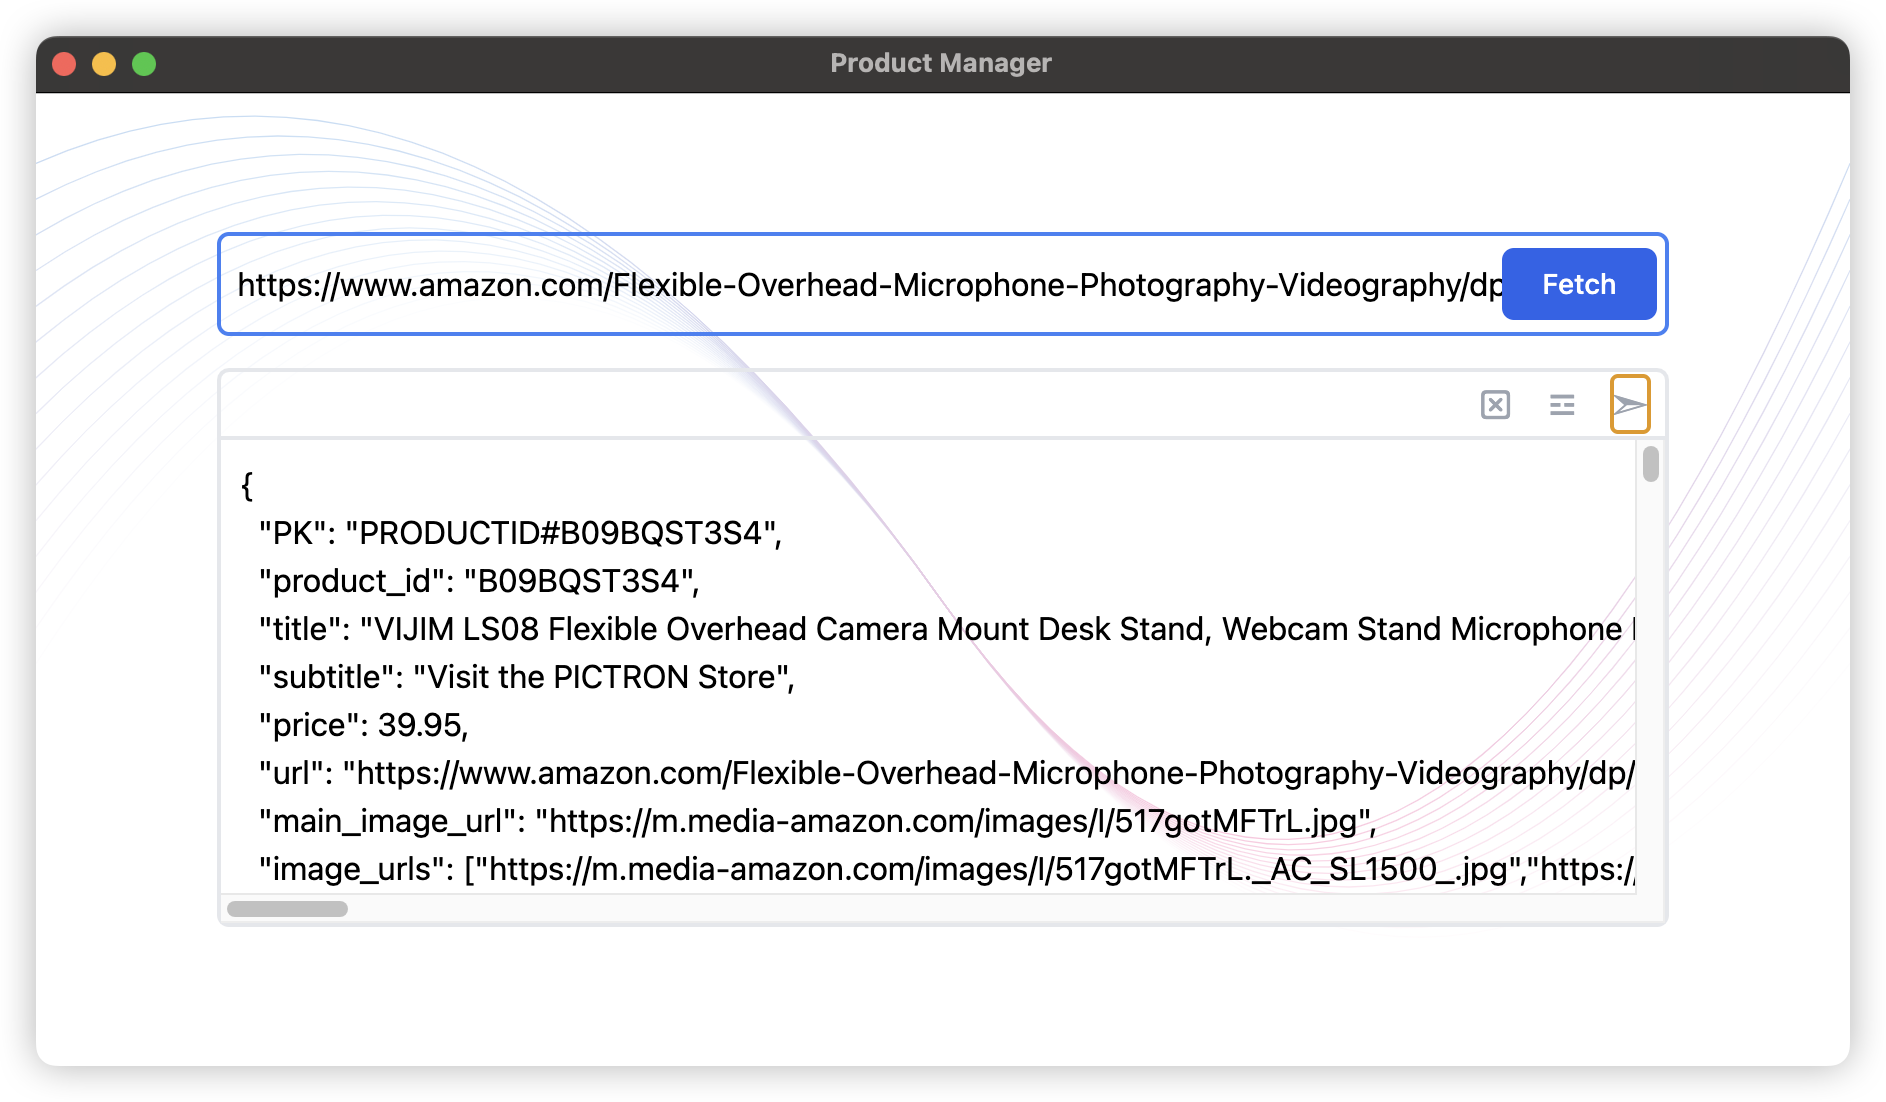 Product Manager
https://www.amazon.com/Flexible-Overhead-Microphone-Photography-Videography/dp
Fetch
{
"PK": "PRODUCTID#B09BQST3S4",
"product_id": "B09BQST3S4",
"title": "VIJIM LS08 Flexible Overhead Camera Mount Desk Stand, Webcam Stand Microphone
"subtitle": "Visit the PICTRON Store",
"price": 39.95,
"url": "https://www.amazon.com/Flexible-Overhead-Microphone-Photography-Videography/dp/
"main_image_url": "https://m.media-amazon.com/images/I/517gotMFTrL.jpg",
"image_urls": ["https://m.media-amazon.com/images/I/517gotMFTrL._AC_SL1500_.jpg","https:/